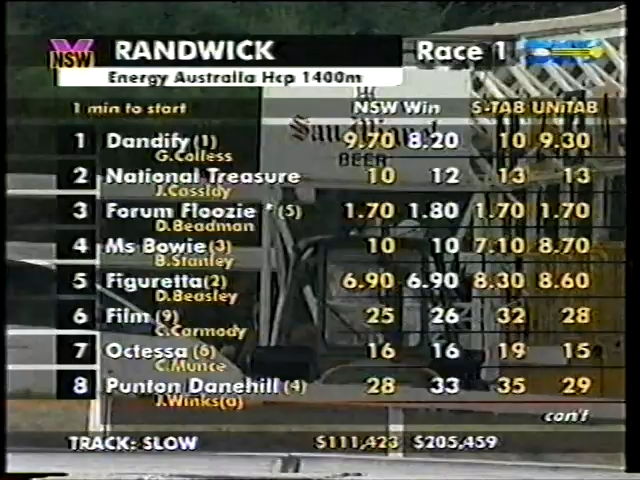 NSW RANDWICK Race 1
Energy Australia Hcp 1400m
1 min to start NSW Win S-TAB UNiTAB
1 Dandify (1) 9.70 8.20 10 9.30
G.Colless
2 National Treasure 10 12 13 13
J.Cassidy
3 Forum Floozie * (5) 1.70 1.80 1.70 1.70
D.Beadman
4 Ms Bowie (3) 10 10 7.10 8.70
B.Stanley
5 Figuretta (2) 6.90 6.90 8.30 8.60
D.Beasley
6 Film (9) 25 26 32 28
C.Carmody
7 Octessa (6) 16 16 19 15
C.Munce
8 Punton Danehill (4) 28 33 35 29
J.Winks(a)
can't
TRACK: SLOW $111,423 $205,459
San Miguel
BEER